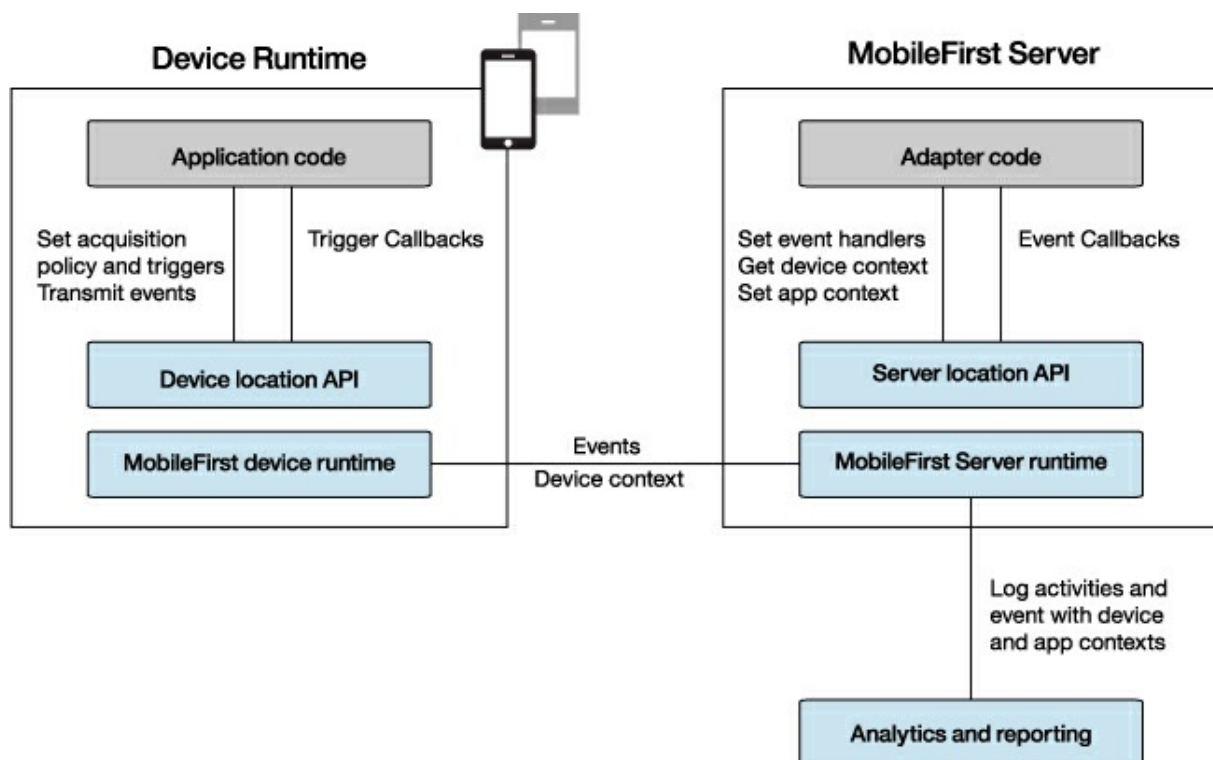 Device Runtime
MobileFirst Server
Application code
Set acquisition
policy and triggers
Transmit events
Trigger Callbacks
Device location API
MobileFirst device runtime
Events
Device context
Adapter code
Set event handlers
Get device context
Set app context
Event Callbacks
Server location API
MobileFirst Server runtime
Log activities and
event with device
and app contexts
Analytics and reporting